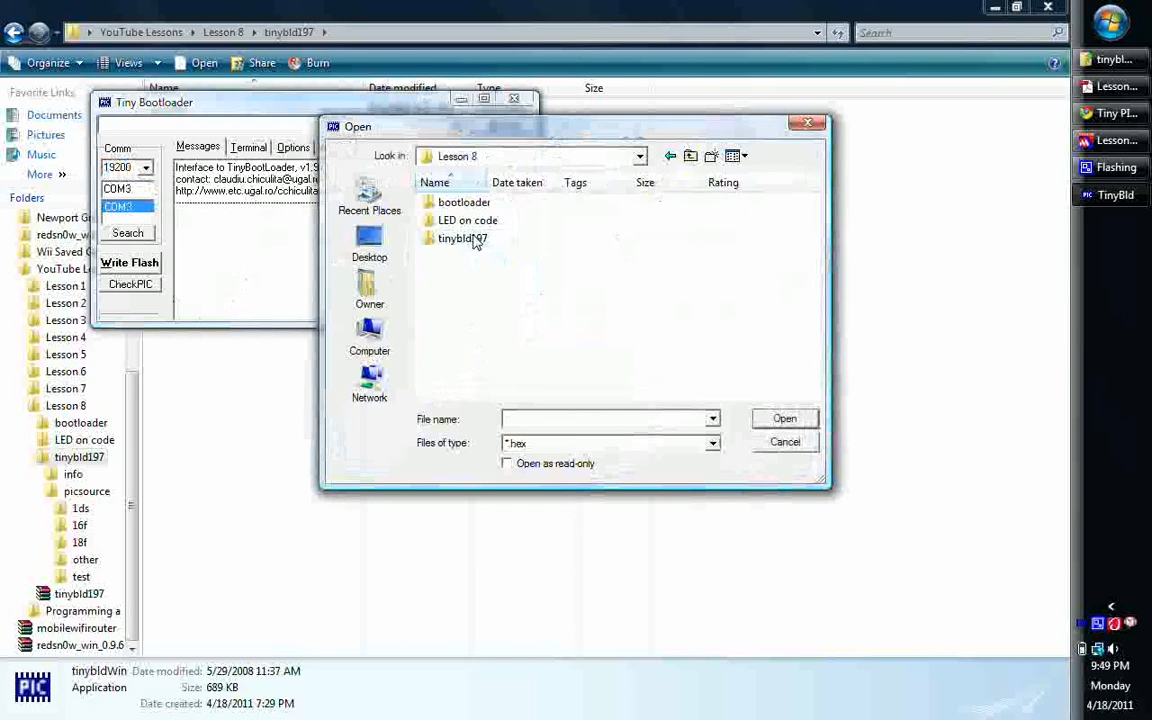 YouTube Lessons
Lesson 8
tinybld197
Search
Organize
Views
Open
Share
Burn
tinybl...
Favorite Links
Name
Date modified
Type
Size
Documents
Pictures
Music
More »
Folders
Newport Gr
redsn0w_w
Wii Saved G
YouTube Le
Lesson 1
Lesson 2
Lesson 3
Lesson 4
Lesson 5
Lesson 6
Lesson 7
Lesson 8
bootloader
LED on code
tinybld197
info
picsource
1ds
16f
18f
other
test
tinybld197
Programming a
mobilewifirouter
redsn0w_win_0.9.6
Tiny Bootloader
Comm
19200
COM3
COM3
Search
Write Flash
CheckPIC
Messages
Terminal
Options
Interface to TinyBootLoader, v1.9
contact: claudiu.chiculita@ugal.r
http://www.etc.ugal.ro/cchiculita
Open
Look in:
Lesson 8
Name
Date taken
Tags
Size
Rating
Recent Places
Desktop
Owner
Computer
Network
bootloader
LED on code
tinybld197
File name:
Open
Files of type:
*.hex
Cancel
Open as read-only
Lesson...
Tiny PI...
Lesson...
Flashing
TinyBld
tinybldWin
Date modified: 5/29/2008 11:37 AM
Application
Size: 689 KB
Date created: 4/18/2011 7:29 PM
PIC
9:49 PM
Monday
4/18/2011